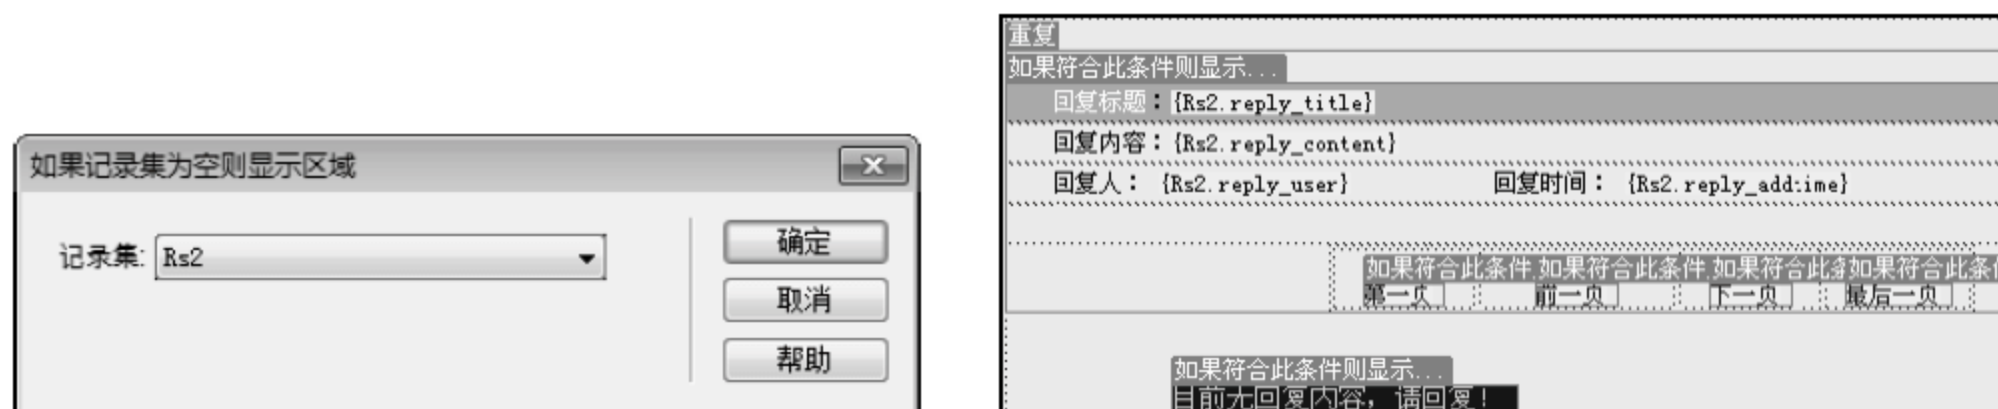 如果记录集为空则显示区域
记录集: Rs2
确定
取消
帮助
重复
如果符合此条件则显示...
回复标题：{Rs2.reply_title}
回复内容：{Rs2.reply_content}
回复人： {Rs2.reply_user} 回复时间： {Rs2.reply_addtime}
如果符合此条件 如果符合此条件 如果符合此 如果符合此条
第一页 前一页 下一页 最后一页
如果符合此条件则显示...
目前无回复内容，请回复！